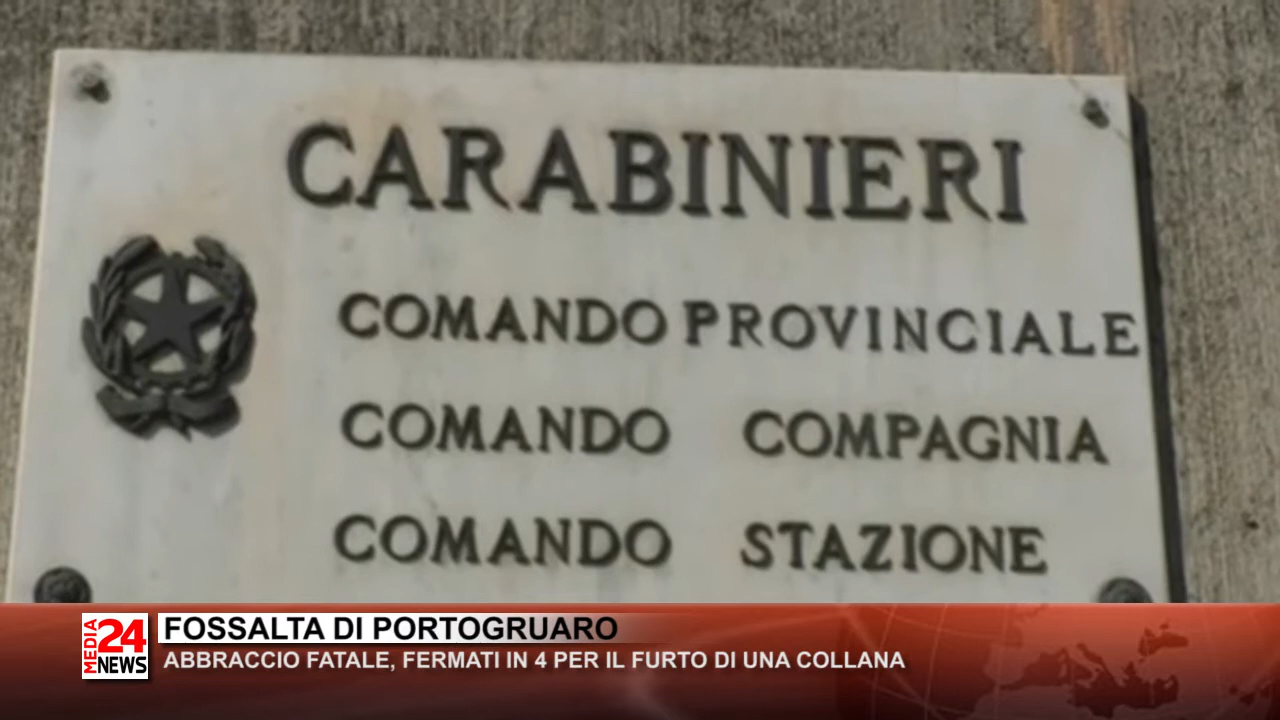 CARABINIERI
COMANDO PROVINCIALE
COMANDO COMPAGNIA
COMANDO STAZIONE
MEDIA 24 NEWS
FOSSALTA DI PORTOGRUARO
ABBRACCIO FATALE, FERMATI IN 4 PER IL FURTO DI UNA COLLANA